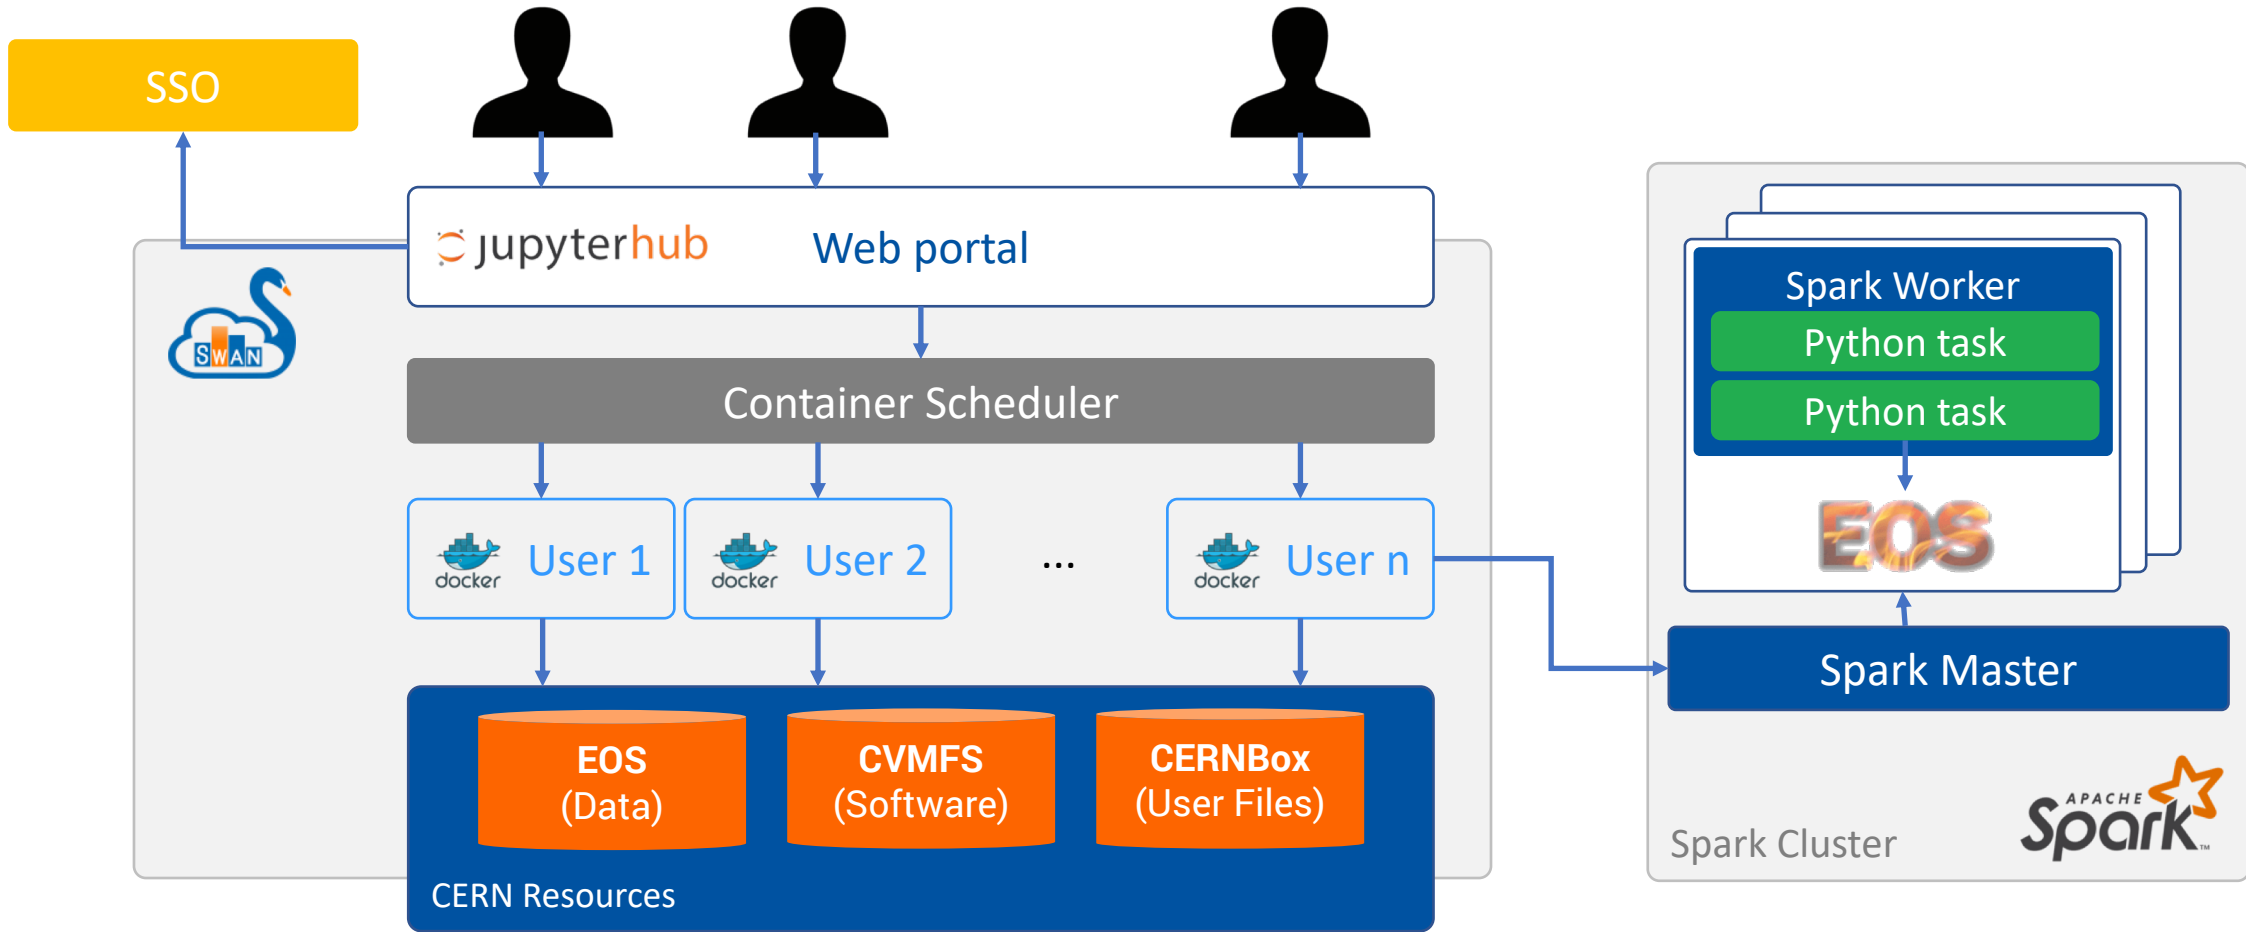 SSO
jupyterhub
Web portal
SWAN
Container Scheduler
docker
User 1
docker
User 2
...
docker
User n
EOS
(Data)
CVMFS
(Software)
CERNBox
(User Files)
CERN Resources
Spark Worker
Python task
Python task
EOS
Spark Master
Spark Cluster
APACHE
Spark™